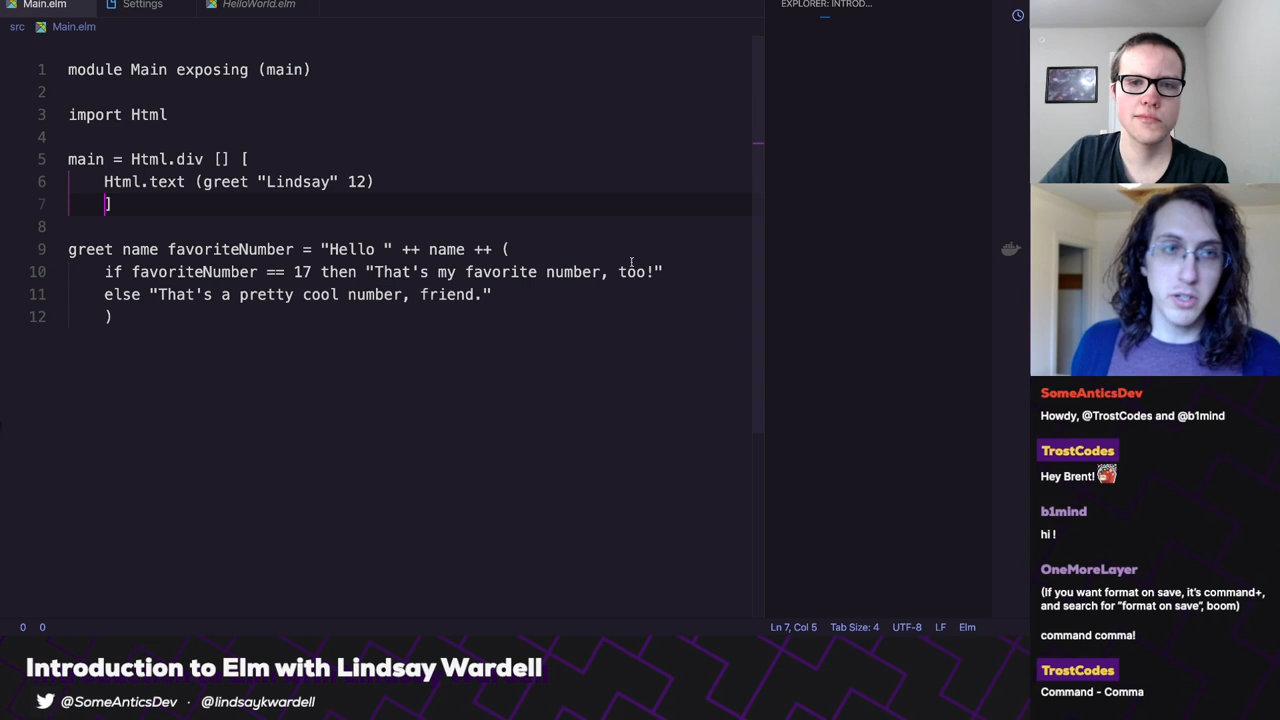 Main.elm
Settings
HelloWorld.elm
EXPLORER: INTROD...
src
Main.elm
1 module Main exposing (main)
2
3 import Html
4
5 main = Html.div [] [
6 Html.text (greet "Lindsay" 12)
7 ]
8
9 greet name favoriteNumber = "Hello " ++ name ++ (
10 if favoriteNumber == 17 then "That's my favorite number, too!"
11 else "That's a pretty cool number, friend."
12 )
0 0
Ln 7, Col 5 Tab Size: 4 UTF-8 LF Elm
SomeAnticsDev
Howdy, @TrostCodes and @b1mind
TrostCodes
Hey Brent!
b1mind
hi !
OneMoreLayer
(If you want format on save, it's command+,
and search for "format on save", boom)
command comma!
TrostCodes
Command - Comma
Introduction to Elm with Lindsay Wardell
@SomeAnticsDev · @lindsaykwardell